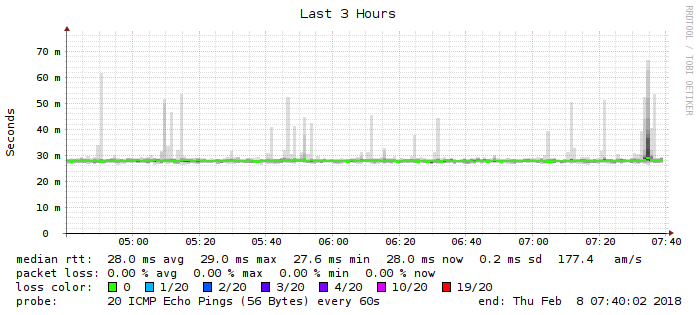 Last 3 Hours
RRDTOOL / TOBI OETIKER
Seconds
70 m
60 m
50 m
40 m
30 m
20 m
10 m
0
05:00 05:20 05:40 06:00 06:20 06:40 07:00 07:20 07:40
median rtt: 28.0 ms avg 29.0 ms max 27.6 ms min 28.0 ms now 0.2 ms sd 177.4 am/s
packet loss: 0.00 % avg 0.00 % max 0.00 % min 0.00 % now
loss color: 0 1/20 2/20 3/20 4/20 10/20 19/20
probe: 20 ICMP Echo Pings (56 Bytes) every 60s end: Thu Feb 8 07:40:02 2018